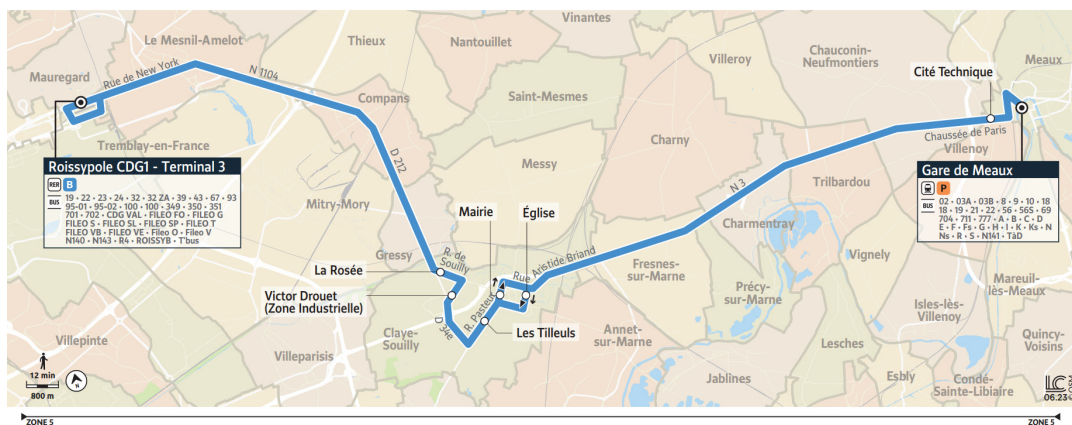 Vinantes
Le Mesnil-Amelot
Thieux
Nantouillet
Chauconin-
Neufmontiers
Villeroy
Meaux
Mauregard
Rue de New York
N 1104
Cité Technique
Saint-Mesmes
Compans
Tremblay-en-France
Charny
Chaussée de Paris
Villenoy
Roissypole CDG1 - Terminal 3
RER B
BUS
19 • 22 • 23 • 24 • 32 • 32 ZA • 39 • 43 • 67 • 93
95-01 • 95-02 • 100 • 100 • 349 • 350 • 351
701 • 702 • CDG VAL • FILEO FO • FILEO G
FILEO S • FILEO SL • FILEO SP • FILEO T
FILEO VB • FILEO VE • Fileo O • Fileo V
N140 • N143 • R4 • ROISSYB • T'bus
D 212
Messy
Mitry-Mory
N 3
Trilbardou
Gare de Meaux
P
BUS
02 • 03A • 03B • 8 • 9 • 10 • 18
18 • 19 • 21 • 22 • 56 • 56S • 69
704 • 711 • 777 • A • B • C • D
E • F • Fs • G • H • I • K • Ks • N
Ns • R • S • N141 • TàD
Mairie
Église
Charmentray
Gressy
R. de
Souilly
Rue Aristide Briand
La Rosée
Fresnes-
sur-Marne
Vignely
Précy-
sur-Marne
Mareuil-
lès-Meaux
Victor Drouet
(Zone Industrielle)
R. Pasteur
D 34e
Isles-lès-
Villenoy
Claye-
Souilly
Les Tilleuls
Annet-
sur-Marne
Villepinte
Villeparisis
Lesches
Quincy-
Voisins
12 min
800 m
N
Jablines
Esbly
Condé-
Sainte-Libiaire
LC
06.23
ZONE 5
ZONE 5